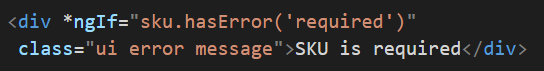 <div *ngIf="sku.hasError('required')"
class="ui error message">SKU is required</div>